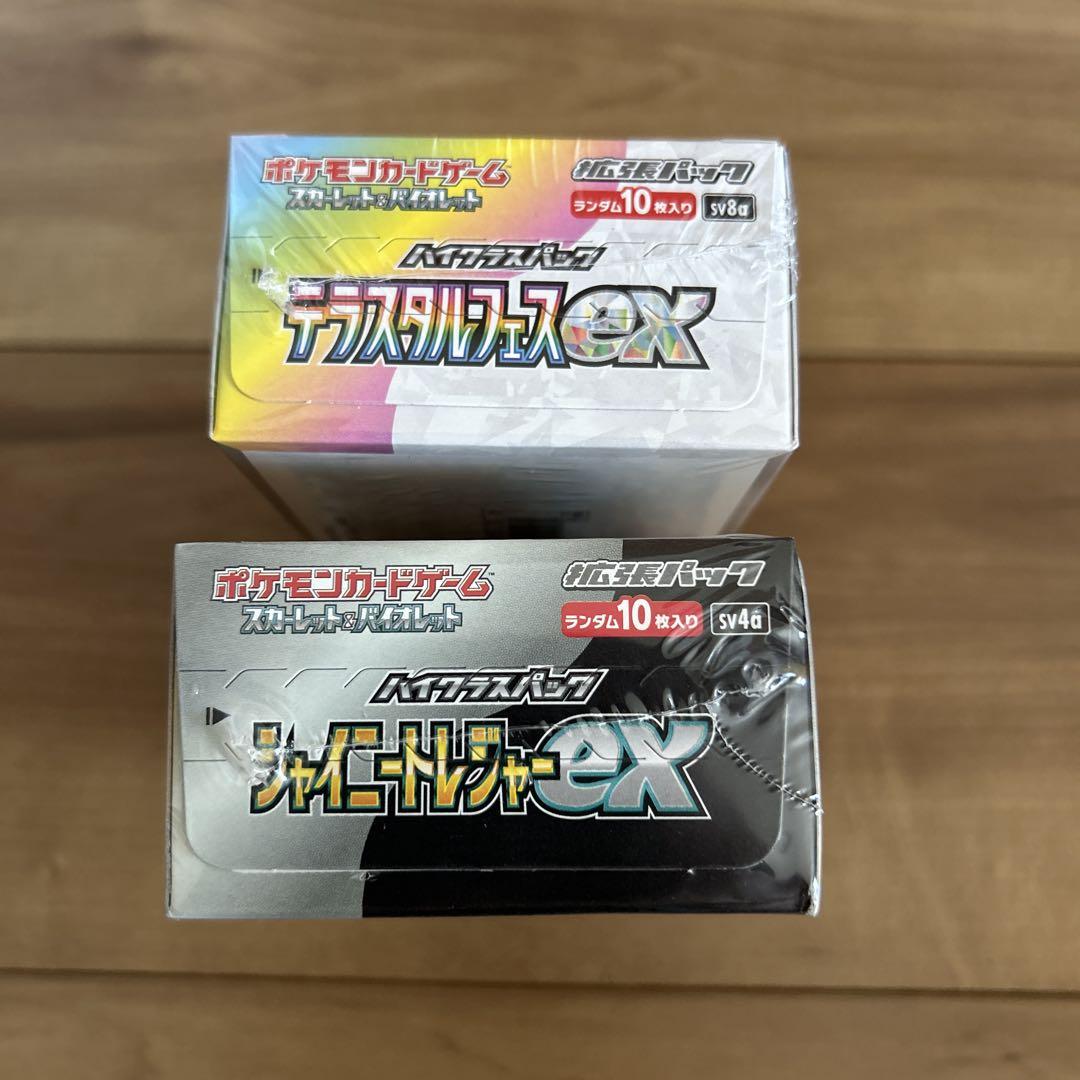 ポケモンカードゲーム
スカーレット&バイオレット
拡張パック
ランダム10枚入り
sv8a
ハイクラスパック
テラスタルフェスex
ポケモンカードゲーム
スカーレット&バイオレット
拡張パック
ランダム10枚入り
sv4a
ハイクラスパック
シャイニートレジャーex